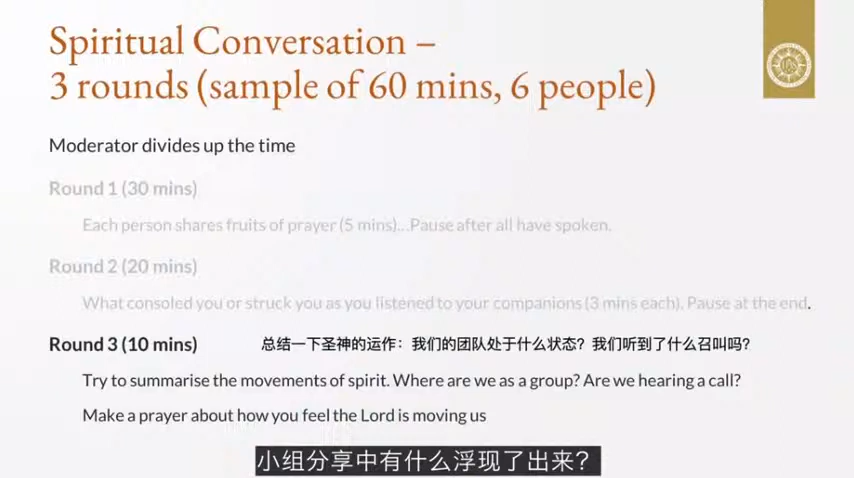 Spiritual Conversation –
3 rounds (sample of 60 mins, 6 people)
Moderator divides up the time
Round 1 (30 mins)
Each person shares fruits of prayer (5 mins)...Pause after all have spoken.
Round 2 (20 mins)
What consoled you or struck you as you listened to your companions (3 mins each). Pause at the end.
Round 3 (10 mins) 总结一下圣神的运作：我们的团队处于什么状态？我们听到了什么召叫吗？
Try to summarise the movements of spirit. Where are we as a group? Are we hearing a call?
Make a prayer about how you feel the Lord is moving us
小组分享中有什么浮现了出来？